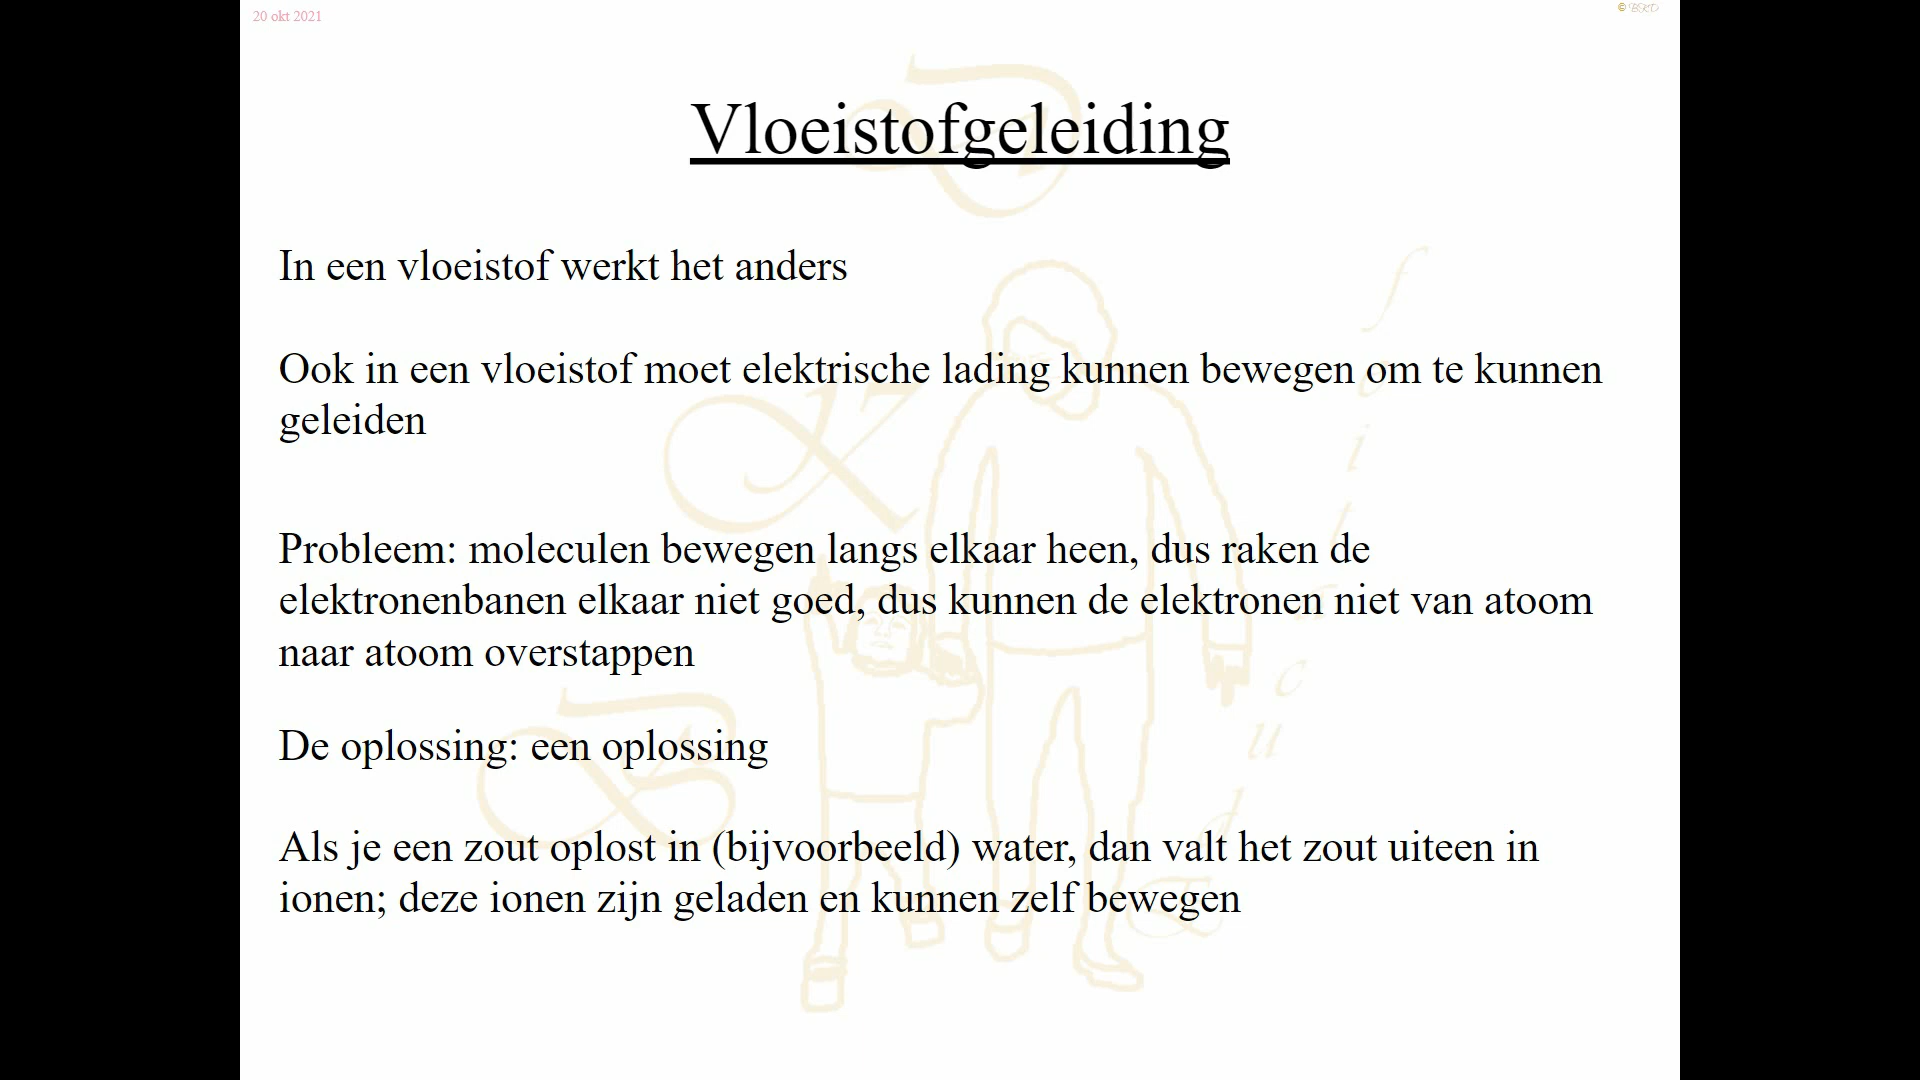 20 okt 2021
© BKD
Vloeistofgeleiding
In een vloeistof werkt het anders
Ook in een vloeistof moet elektrische lading kunnen bewegen om te kunnen
geleiden
Probleem: moleculen bewegen langs elkaar heen, dus raken de
elektronenbanen elkaar niet goed, dus kunnen de elektronen niet van atoom
naar atoom overstappen
De oplossing: een oplossing
Als je een zout oplost in (bijvoorbeeld) water, dan valt het zout uiteen in
ionen; deze ionen zijn geladen en kunnen zelf bewegen